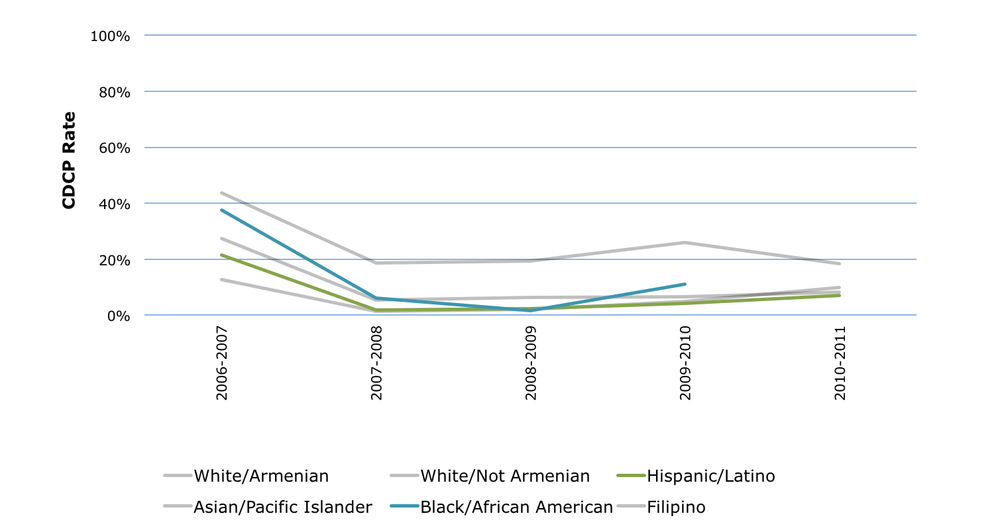 100%
80%
60%
40%
20%
0%
CDCP Rate
2006-2007
2007-2008
2008-2009
2009-2010
2010-2011
White/Armenian
White/Not Armenian
Hispanic/Latino
Asian/Pacific Islander
Black/African American
Filipino